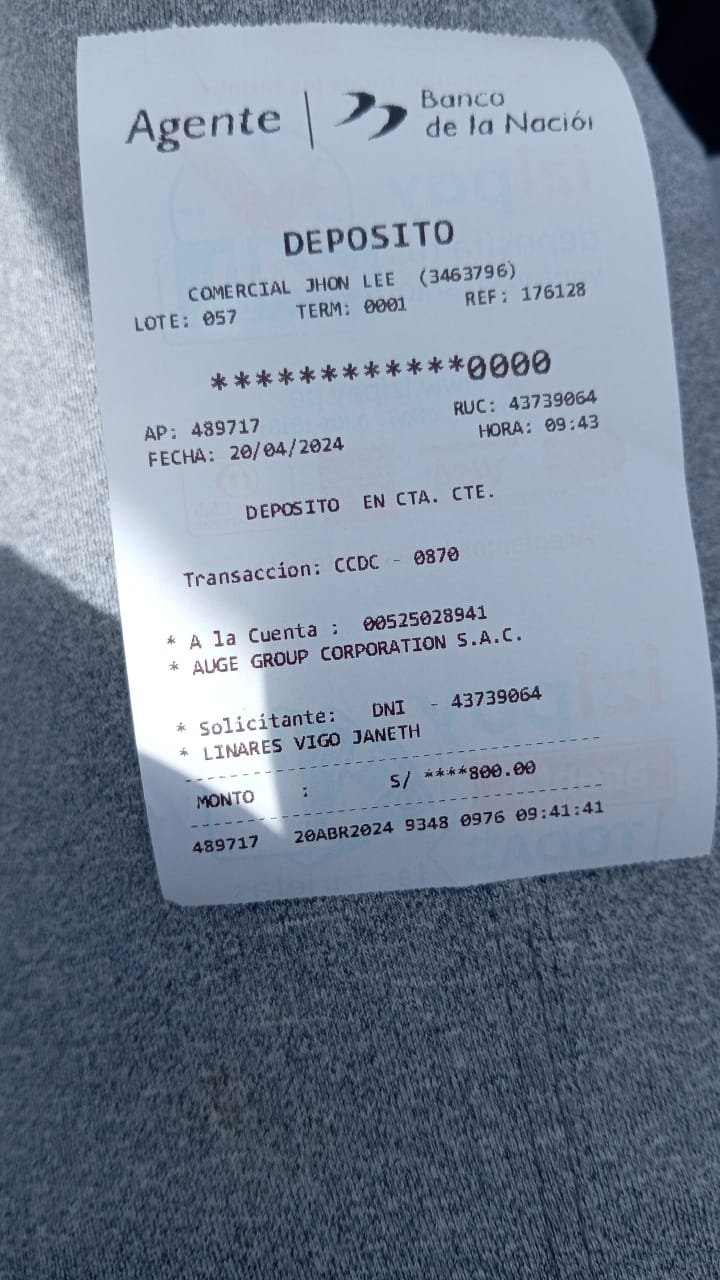 Agente | Banco
de la Nación
DEPOSITO
COMERCIAL JHON LEE (3463796)
LOTE: 057 TERM: 0001 REF: 176128
************0000
AP: 489717 RUC: 43739064
FECHA: 20/04/2024 HORA: 09:43
DEPOSITO EN CTA. CTE.
Transaccion: CCDC - 0870
* A la Cuenta : 00525028941
* AUGE GROUP CORPORATION S.A.C.
* Solicitante: DNI - 43739064
* LINARES VIGO JANETH
MONTO : S/ ****800.00
489717 20ABR2024 9348 0976 09:41:41